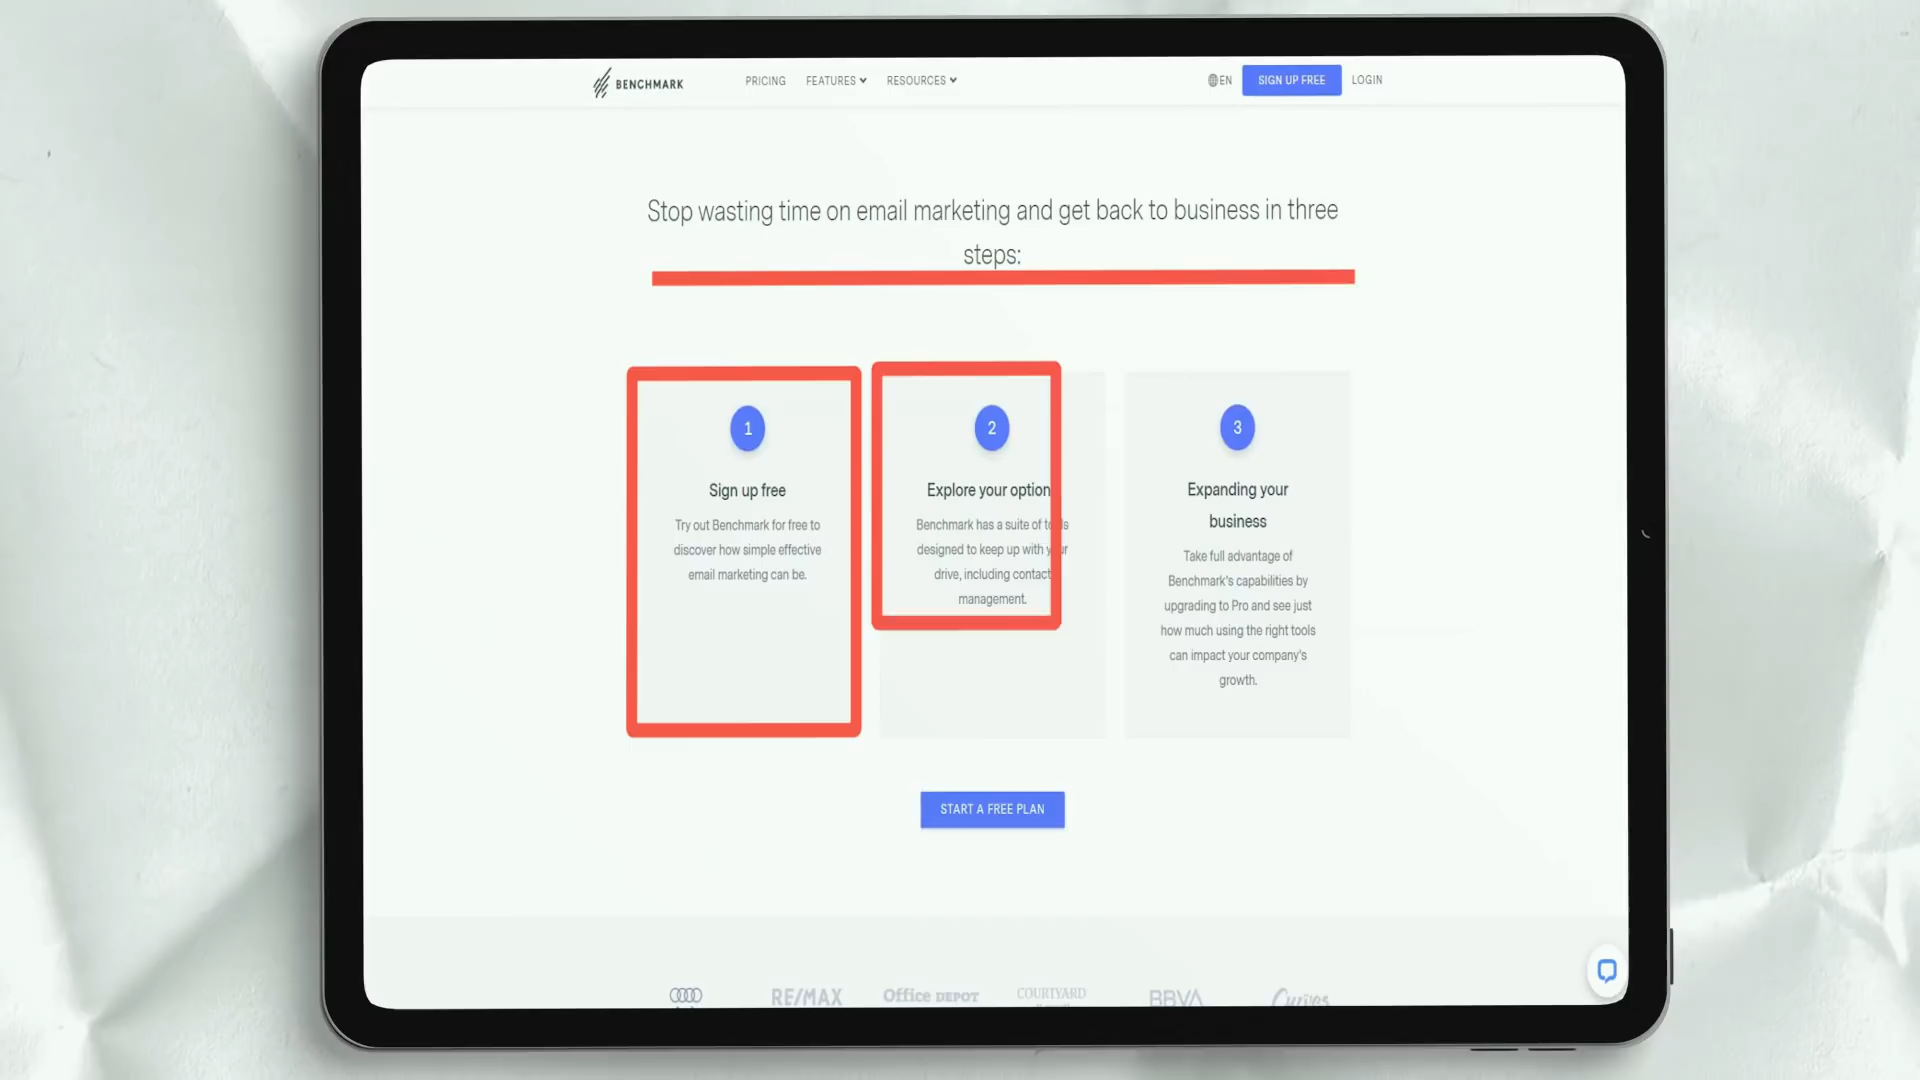 BENCHMARK PRICING FEATURES RESOURCES EN SIGN UP FREE LOGIN
Stop wasting time on email marketing and get back to business in three
steps:
1
Sign up free
Try out Benchmark for free to
discover how simple effective
email marketing can be.
2
Explore your option
Benchmark has a suite of tools
designed to keep up with your
drive, including contact
management.
3
Expanding your
business
Take full advantage of
Benchmark's capabilities by
upgrading to Pro and see just
how much using the right tools
can impact your company's
growth.
START A FREE PLAN
RE/MAX Office DEPOT COURTYARD BBVA Curves